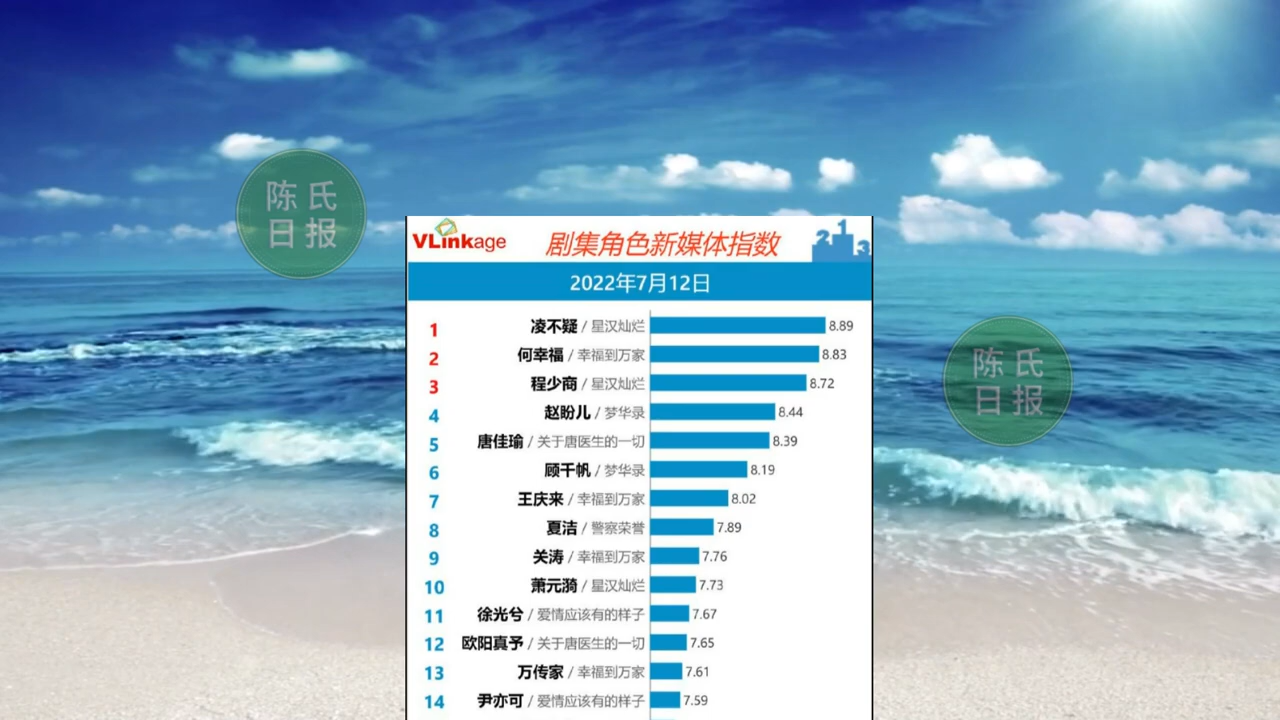 陈氏
日报
VLinkage
剧集角色新媒体指数
2 1 3
2022年7月12日
1 凌不疑 / 星汉灿烂 8.89
2 何幸福 / 幸福到万家 8.83
3 程少商 / 星汉灿烂 8.72
4 赵盼儿 / 梦华录 8.44
5 唐佳瑜 / 关于唐医生的一切 8.39
6 顾千帆 / 梦华录 8.19
7 王庆来 / 幸福到万家 8.02
8 夏洁 / 警察荣誉 7.89
9 关涛 / 幸福到万家 7.76
10 萧元漪 / 星汉灿烂 7.73
11 徐光兮 / 爱情应该有的样子 7.67
12 欧阳真予 / 关于唐医生的一切 7.65
13 万传家 / 幸福到万家 7.61
14 尹亦可 / 爱情应该有的样子 7.59
陈氏
日报